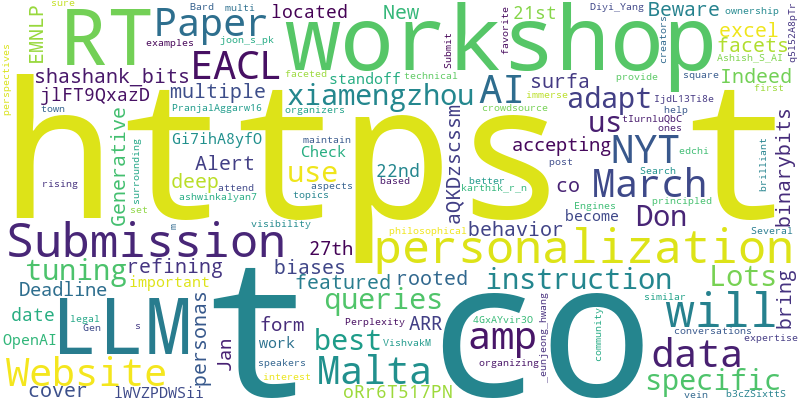 perspectives
EMNLP
RT
Bard
multi
sure
examples
joon_s_pk
Paper
located
New
workshop
21st
Submit
favorite
Diyi_Yang
Beware
creators
excel
facets
Ashish_S_AI
many
ownership
q5152A8pTr
shashank_bits
EACL
standoff
surfa
Indeed
jlFT9QxaZD
multiple
xiamengzhou
AI
adapt
IjdL13Ti8e
town
faceted
technical
provide
square
first
https
t
PranjalAggarw16
crowdsource
immerse
help
organizers
us
tIurnluQbC
ones
Generative
Gi7ihA8yfO
maintain
aQKDzscssm
accepting
NYT
edchi
brilliant
binarybits
Alert
Check
use
22nd
co
post
Search
rising
surrounding
deep
attend
aspects
based
better
March
principled
set
ashwinkalyan7
topics
karthik_r_n
become
Engines
Several
Submission
visibility
27th
philosophical
behavior
Don
personalization
tuning
refining
biases
featured
rooted
instruction
Lots
bring
Deadline
important
LLM
t
co
will
date
legal
personas
form
queries
4GxAYvir3O
similar
conversations
OpenAI
Gen
s
Jan
work
Perplexity
ARR
amp
_eunjeong_hwang
community
data
vein
expertise
Website
speakers
best
VishvakM
organizing
specific
cover
lWVZPDWSii
interest
Malta
oRr6T517PN
b3cZSixttS